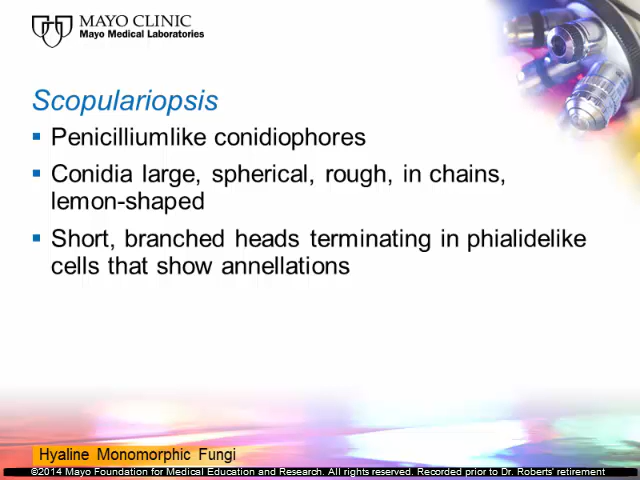 MAYO CLINIC
Mayo Medical Laboratories
Scopulariopsis
Penicilliumlike conidiophores
Conidia large, spherical, rough, in chains,
lemon-shaped
Short, branched heads terminating in phialidelike
cells that show annellations
Hyaline Monomorphic Fungi
©2014 Mayo Foundation for Medical Education and Research. All rights reserved. Recorded prior to Dr. Roberts' retirement